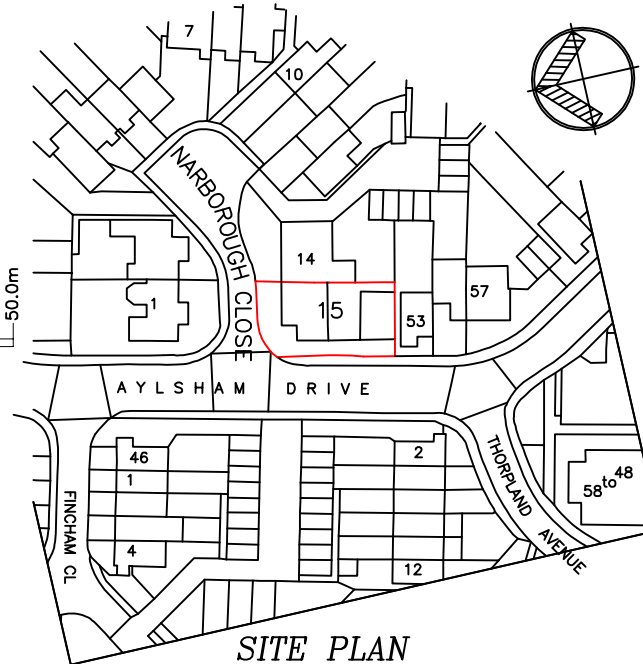 7
10
NARBOROUGH CLOSE
14
15
1
53
57
50.0m
AYLSHAM DRIVE
46
1
4
2
12
FINCHAM CL
THORPLAND AVENUE
58 to 48
SITE PLAN